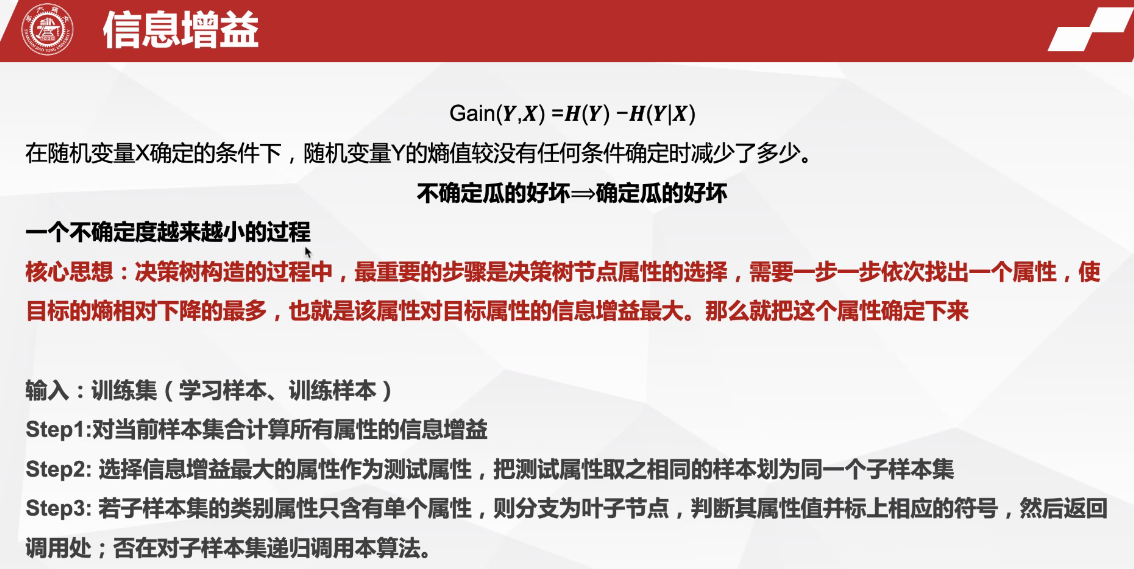 信息增益
Gain(Y,X) =H(Y) −H(Y|X)
在随机变量X确定的条件下，随机变量Y的熵值较没有任何条件确定时减少了多少。
不确定瓜的好坏⟹确定瓜的好坏
一个不确定度越来越小的过程
核心思想：决策树构造的过程中，最重要的步骤是决策树节点属性的选择，需要一步一步依次找出一个属性，使
目标的熵相对下降的最多，也就是该属性对目标属性的信息增益最大。那么就把这个属性确定下来
输入：训练集（学习样本、训练样本）
Step1:对当前样本集合计算所有属性的信息增益
Step2: 选择信息增益最大的属性作为测试属性，把测试属性取之相同的样本划为同一个子样本集
Step3: 若子样本集的类别属性只含有单个属性，则分支为叶子节点，判断其属性值并标上相应的符号，然后返回
调用处；否在对子样本集递归调用本算法。